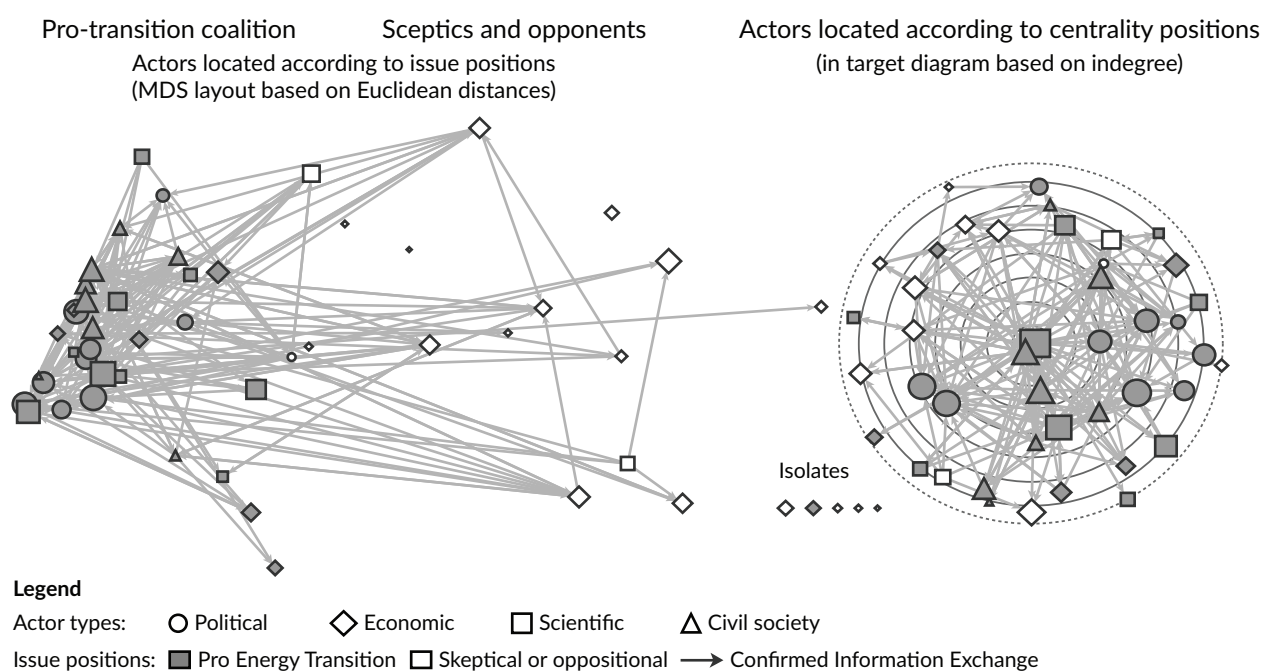 Pro-transition coalition Sceptics and opponents
Actors located according to issue positions
(MDS layout based on Euclidean distances)
Actors located according to centrality positions
(in target diagram based on indegree)
Isolates
Legend
Actor types: Political Economic Scientific Civil society
Issue positions: Pro Energy Transition Skeptical or oppositional Confirmed Information Exchange